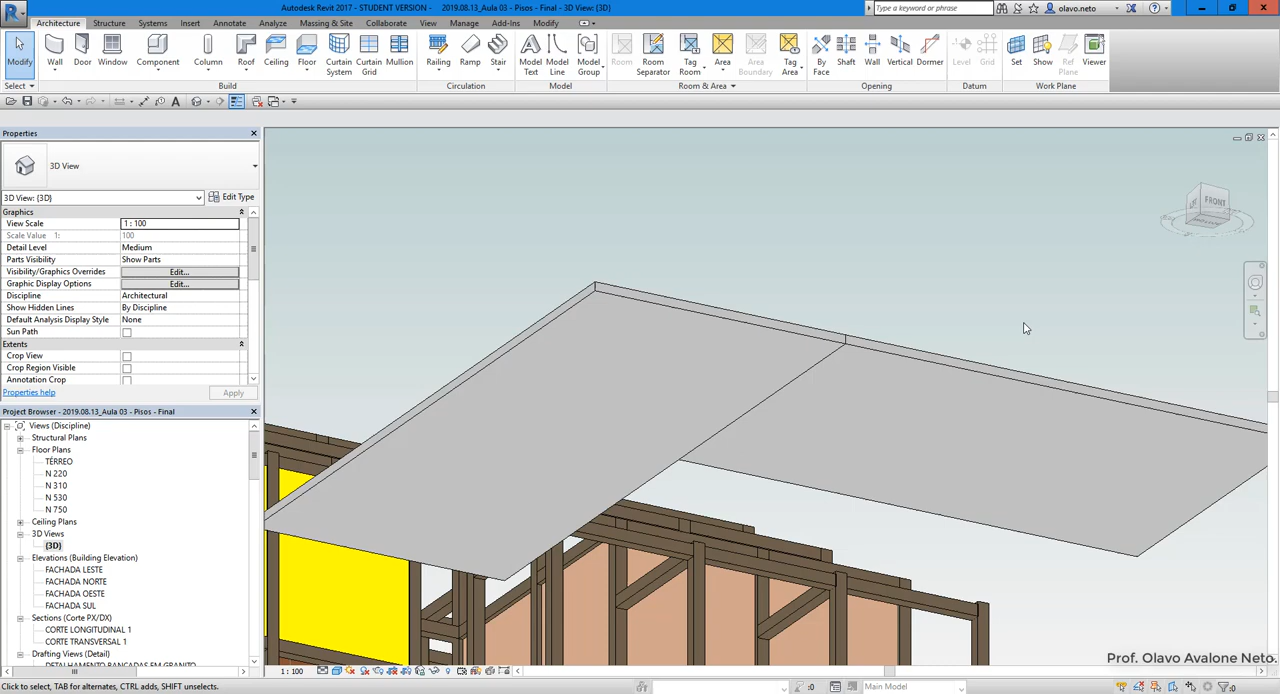 Autodesk Revit 2017 - STUDENT VERSION - 2019.08.13_Aula 03 - Pisos - Final - 3D View: {3D}
Type a keyword or phrase
olavo.neto
Architecture Structure Systems Insert Annotate Analyze Massing & Site Collaborate View Manage Add-Ins Modify
Modify Wall Door Window Component Column Roof Ceiling Floor Curtain System Curtain Grid Mullion Railing Ramp Stair Model Text Model Line Model Group Room Room Separator Tag Room Area Area Boundary Tag Area By Face Shaft Wall Vertical Dormer Level Grid Set Show Ref Plane Viewer
Select Build Circulation Model Room & Area Opening Datum Work Plane
Properties
3D View
3D View: {3D} Edit Type
Graphics
View Scale 1 : 100
Scale Value 1: 100
Detail Level Medium
Parts Visibility Show Parts
Visibility/Graphics Overrides Edit...
Graphic Display Options Edit...
Discipline Architectural
Show Hidden Lines By Discipline
Default Analysis Display Style None
Sun Path
Extents
Crop View
Crop Region Visible
Annotation Crop
Properties help Apply
Project Browser - 2019.08.13_Aula 03 - Pisos - Final
Views (Discipline)
Structural Plans
Floor Plans
TÉRREO
N 220
N 310
N 530
N 750
Ceiling Plans
3D Views
{3D}
Elevations (Building Elevation)
FACHADA LESTE
FACHADA NORTE
FACHADA OESTE
FACHADA SUL
Sections (Corte PX/DX)
CORTE LONGITUDINAL 1
CORTE TRANSVERSAL 1
Drafting Views (Detail)
DETALHAMENTO BANCADAS EM GRANITO
FRONT
1 : 100
Prof. Olavo Avalone Neto.
Click to select, TAB for alternates, CTRL adds, SHIFT unselects.
:0
Main Model
:0